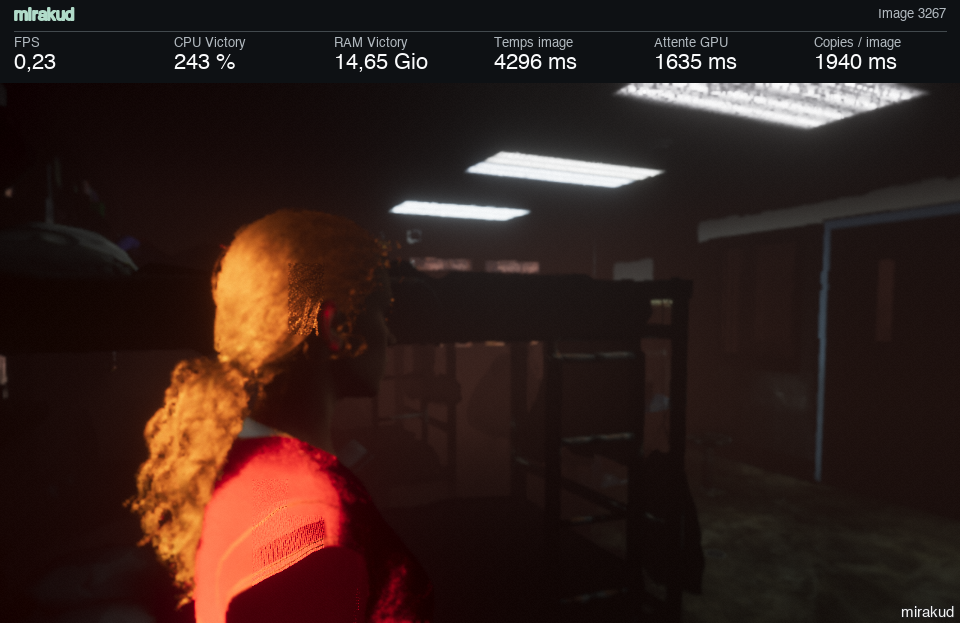 mirakud
Image 3267
FPS
CPU Victory
RAM Victory
Temps image
Attente GPU
Copies / image
0,23
243 %
14,65 Gio
4296 ms
1635 ms
1940 ms
mirakud